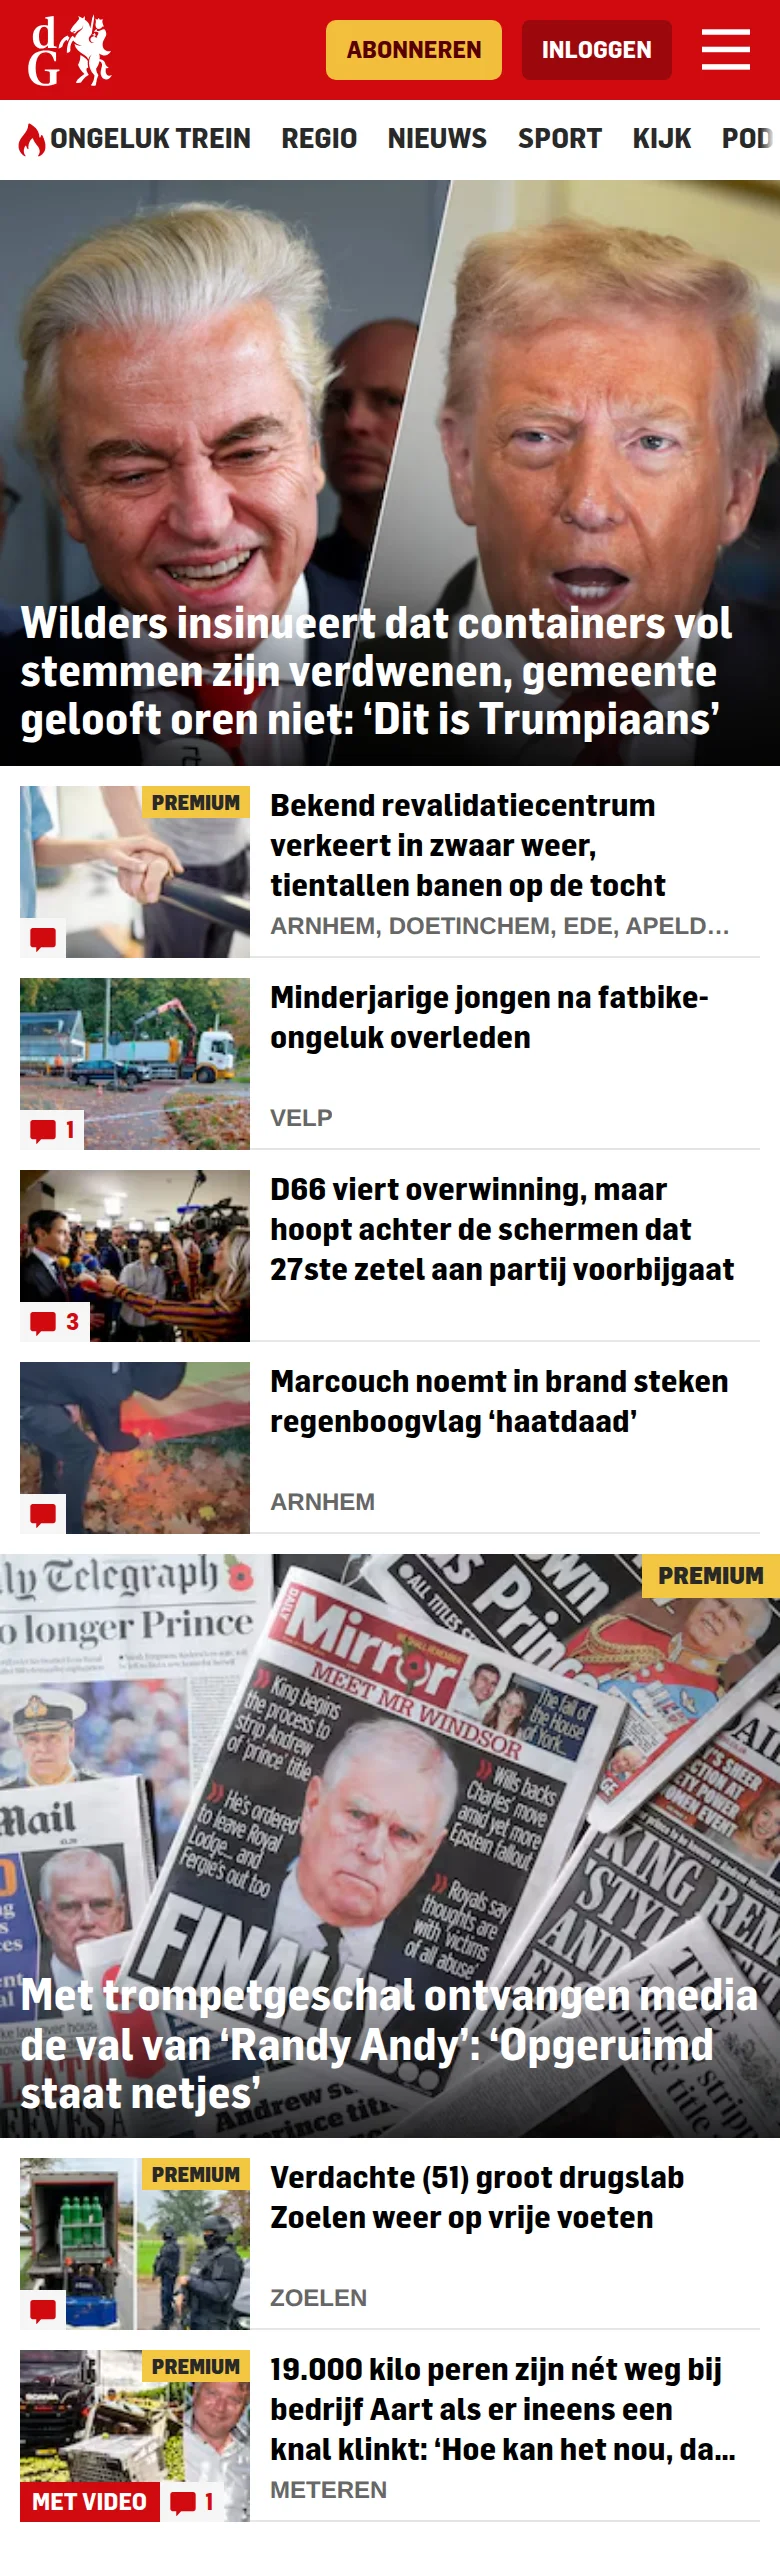 dG
ABONNEREN
INLOGGEN
ONGELUK TREIN REGIO NIEUWS SPORT KIJK POD
Wilders insinueert dat containers vol
stemmen zijn verdwenen, gemeente
gelooft oren niet: ‘Dit is Trumpiaans’
PREMIUM
Bekend revalidatiecentrum
verkeert in zwaar weer,
tientallen banen op de tocht
ARNHEM, DOETINCHEM, EDE, APELD…
Minderjarige jongen na fatbike-
ongeluk overleden
VELP
1
D66 viert overwinning, maar
hoopt achter de schermen dat
27ste zetel aan partij voorbijgaat
3
Marcouch noemt in brand steken
regenboogvlag ‘haatdaad’
ARNHEM
PREMIUM
ly Telegraph
o longer Prince
DAILY
Mirror
MEET MR WINDSOR
King begins
the process to
strip Andrew
of 'prince' title
He's ordered
to leave Royal
Lodge... and
Fergie's out too
The fall of
the House
of York...
Wills backs
Charles' move
amid yet more
Epstein fallout
Royals say
thoughts are
with 'victims
of all abuse'
FINALLY
Mail
ALL TITLES
KING REM
'STYL
AND
Met trompetgeschal ontvangen media
de val van ‘Randy Andy’: ‘Opgeruimd
staat netjes’
PREMIUM
Verdachte (51) groot drugslab
Zoelen weer op vrije voeten
ZOELEN
PREMIUM
19.000 kilo peren zijn nét weg bij
bedrijf Aart als er ineens een
knal klinkt: ‘Hoe kan het nou, da…
METEREN
MET VIDEO
1